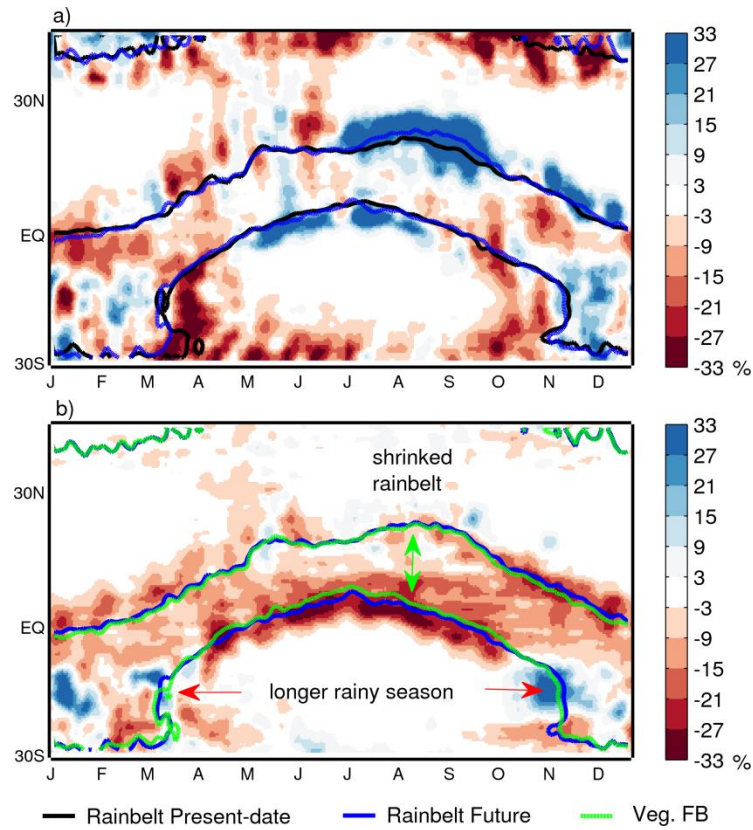 a)
33
27
21
15
9
3
-3
-9
-15
-21
-27
-33 %
30N
EQ
30S
J F M A M J J A S O N D
b)
33
27
21
15
9
3
-3
-9
-15
-21
-27
-33 %
30N
EQ
30S
shrinked
rainbelt
longer rainy season
J F M A M J J A S O N D
Rainbelt Present-date Rainbelt Future Veg. FB